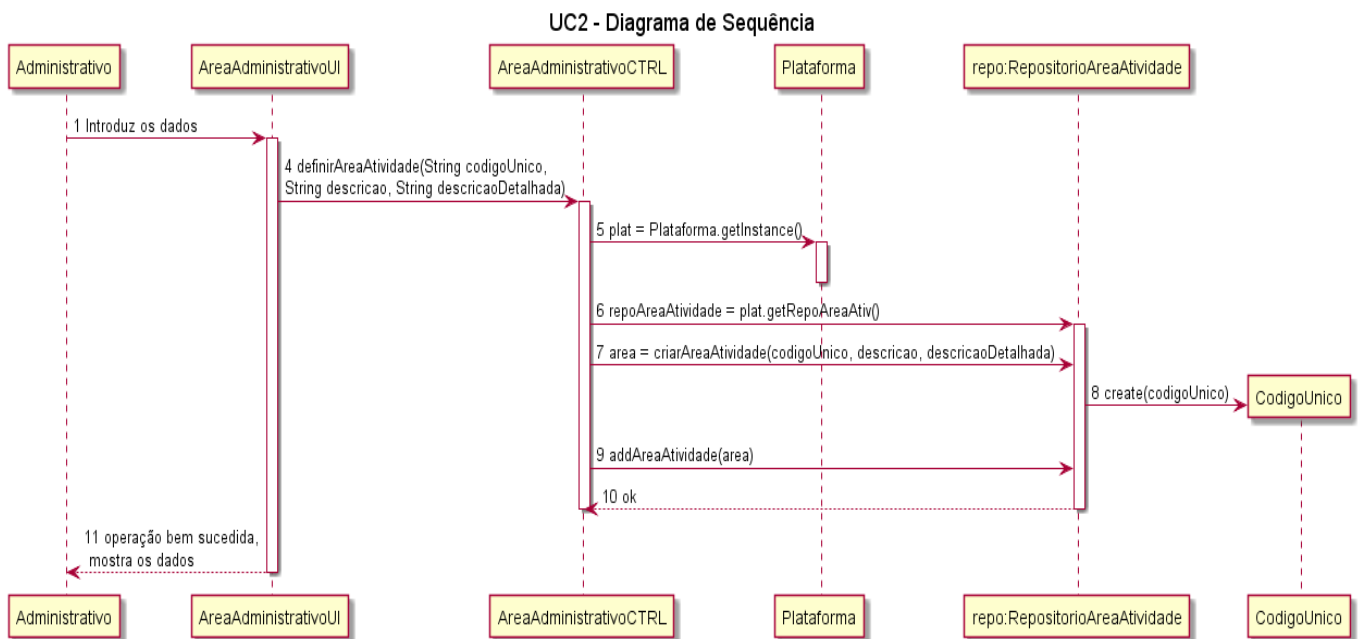 UC2 - Diagrama de Sequência
Administrativo
AreaAdministrativoUI
AreaAdministrativoCTRL
Plataforma
repo:RepositorioAreaAtividade
1 Introduz os dados
4 definirAreaAtividade(String codigoUnico,
String descricao, String descricaoDetalhada)
5 plat = Plataforma.getInstance()
6 repoAreaAtividade = plat.getRepoAreaAtiv()
7 area = criarAreaAtividade(codigoUnico, descricao, descricaoDetalhada)
8 create(codigoUnico)
CodigoUnico
9 addAreaAtividade(area)
10 ok
11 operação bem sucedida,
mostra os dados
Administrativo
AreaAdministrativoUI
AreaAdministrativoCTRL
Plataforma
repo:RepositorioAreaAtividade
CodigoUnico